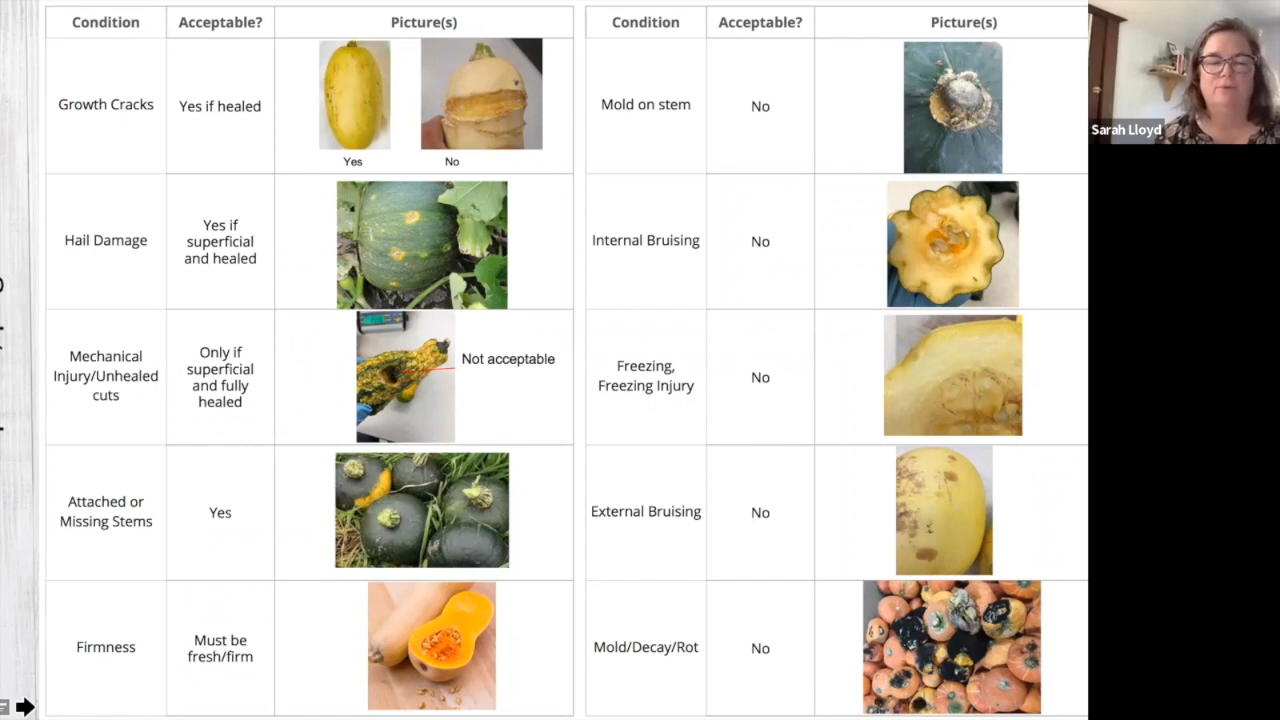 Condition Acceptable? Picture(s)
Growth Cracks Yes if healed
Yes No
Hail Damage
Yes if
superficial
and healed
Mechanical
Injury/Unhealed
cuts
Only if
superficial
and fully
healed
Not acceptable
Attached or
Missing Stems
Yes
Firmness
Must be
fresh/firm
Condition Acceptable? Picture(s)
Mold on stem No
Internal Bruising No
Freezing,
Freezing Injury
No
External Bruising No
Mold/Decay/Rot No
Sarah Lloyd